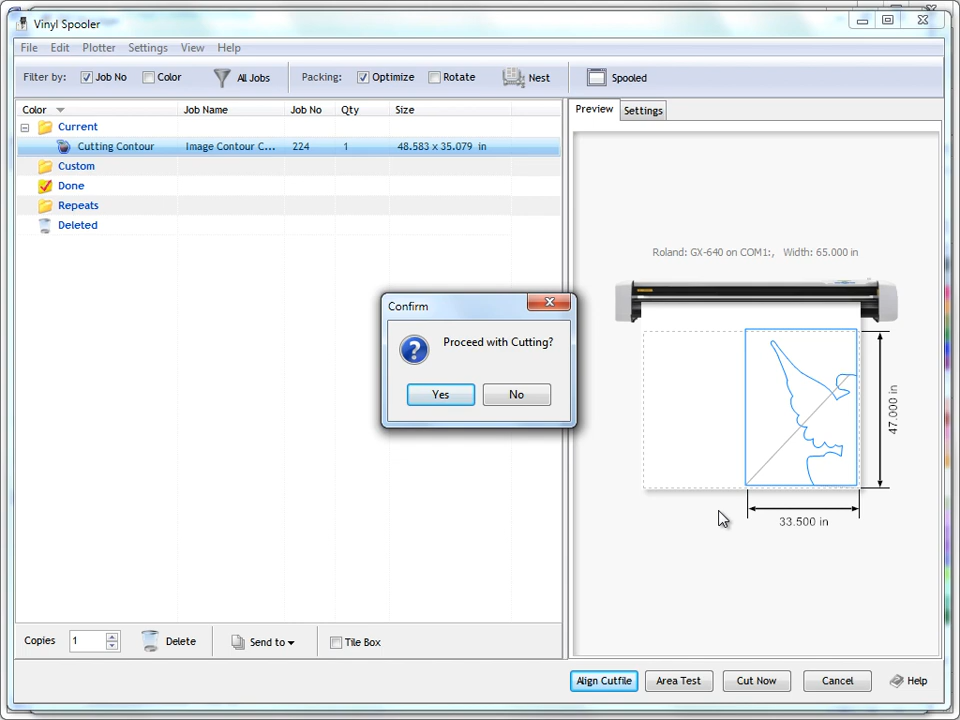 Vinyl Spooler
File Edit Plotter Settings View Help
Filter by: Job No Color All Jobs Packing: Optimize Rotate Nest Spooled
Color Job Name Job No Qty Size
Current
Cutting Contour Image Contour C... 224 1 48.583 x 35.079 in
Custom
Done
Repeats
Deleted
Preview Settings
Roland: GX-640 on COM1:, Width: 65.000 in
47.000 in
33.500 in
Confirm
Proceed with Cutting?
Yes No
Copies 1 Delete Send to Tile Box
Align Cutfile Area Test Cut Now Cancel Help